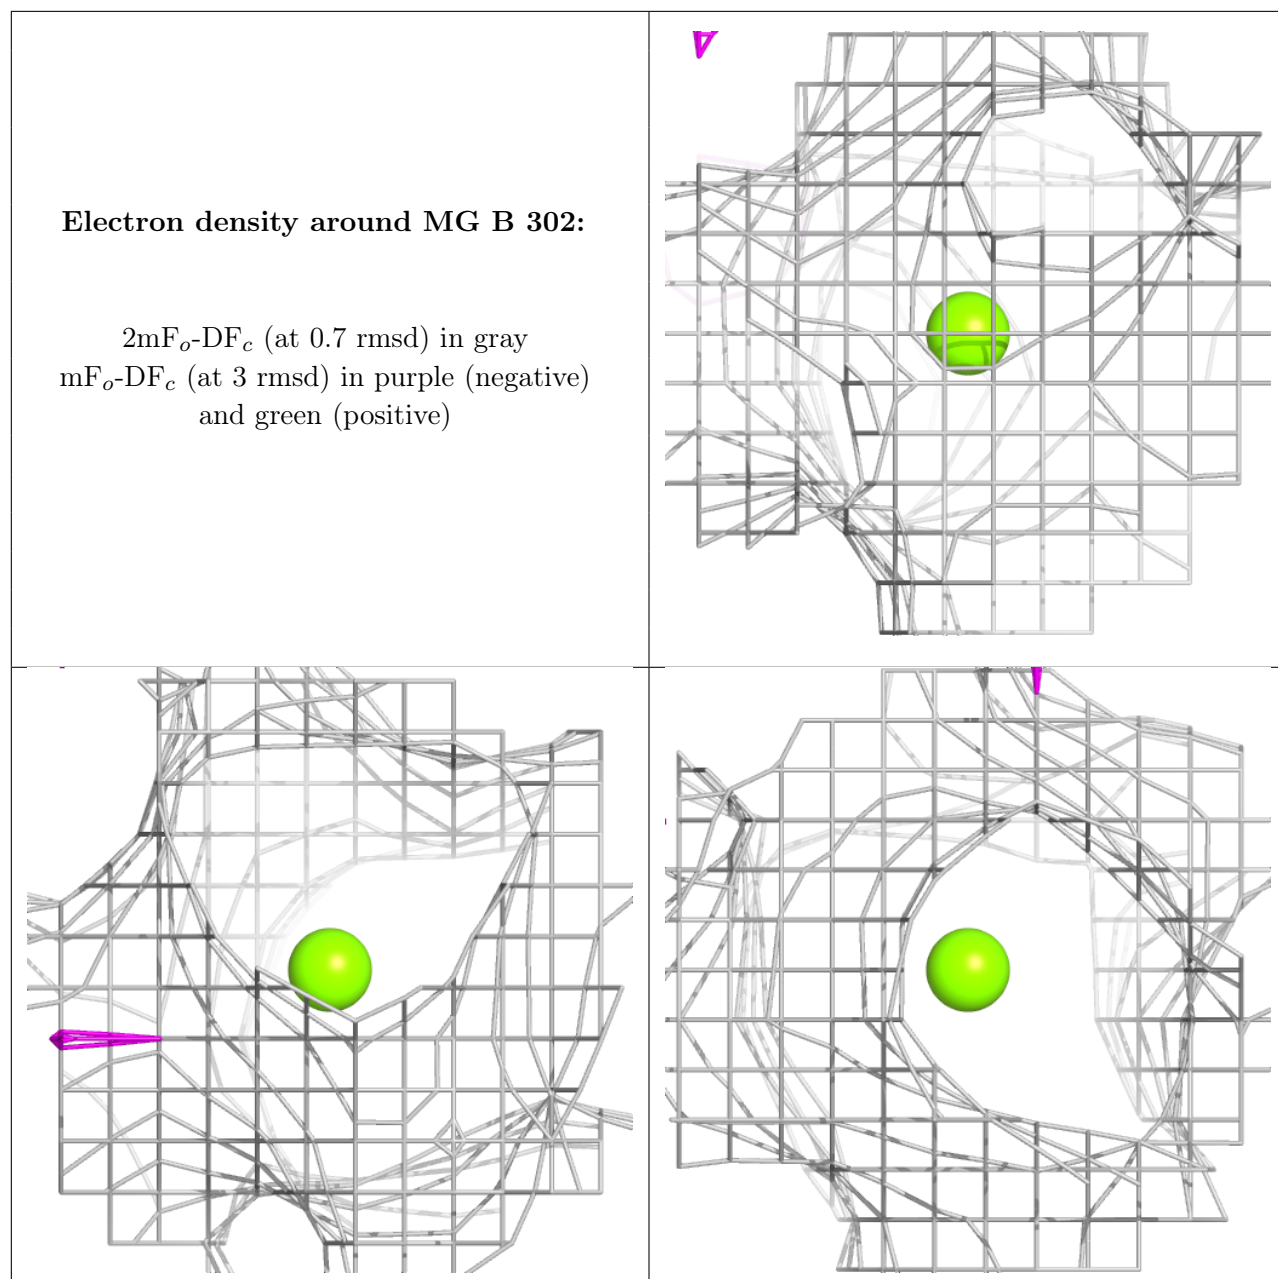 Electron density around MG B 302:
2mFo-DFc (at 0.7 rmsd) in gray
mFo-DFc (at 3 rmsd) in purple (negative)
and green (positive)